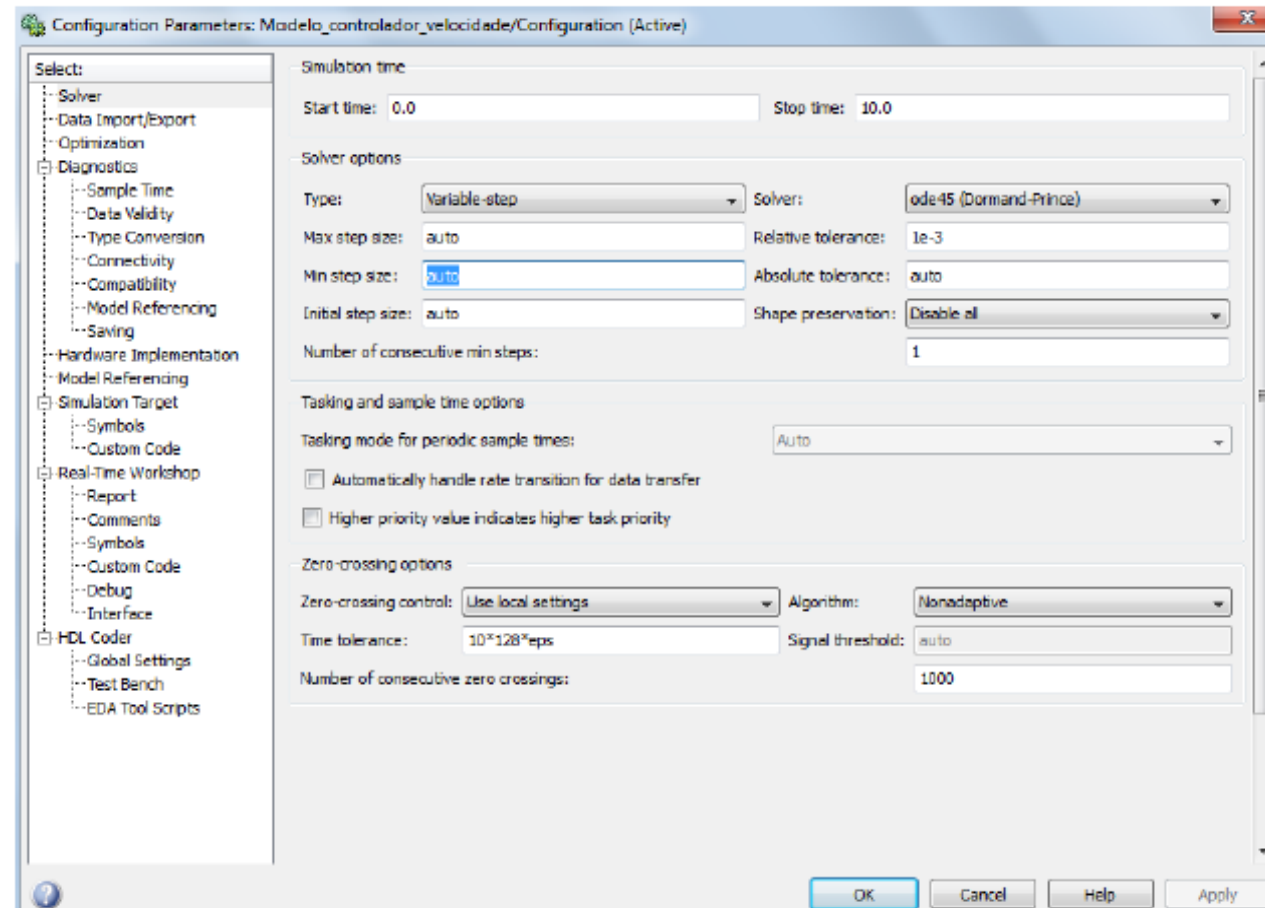 Configuration Parameters: Modelo_controlador_velocidade/Configuration (Active)
Select:
Solver
Data Import/Export
Optimization
Diagnostics
Sample Time
Data Validity
Type Conversion
Connectivity
Compatibility
Model Referencing
Saving
Hardware Implementation
Model Referencing
Simulation Target
Symbols
Custom Code
Real-Time Workshop
Report
Comments
Symbols
Custom Code
Debug
Interface
HDL Coder
Global Settings
Test Bench
EDA Tool Scripts
Simulation time
Start time: 0.0 Stop time: 10.0
Solver options
Type: Variable-step Solver: ode45 (Dormand-Prince)
Max step size: auto Relative tolerance: 1e-3
Min step size: auto Absolute tolerance: auto
Initial step size: auto Shape preservation: Disable all
Number of consecutive min steps: 1
Tasking and sample time options
Tasking mode for periodic sample times: Auto
Automatically handle rate transition for data transfer
Higher priority value indicates higher task priority
Zero-crossing options
Zero-crossing control: Use local settings Algorithm: Nonadaptive
Time tolerance: 10*128*eps Signal threshold: auto
Number of consecutive zero crossings: 1000
OK Cancel Help Apply